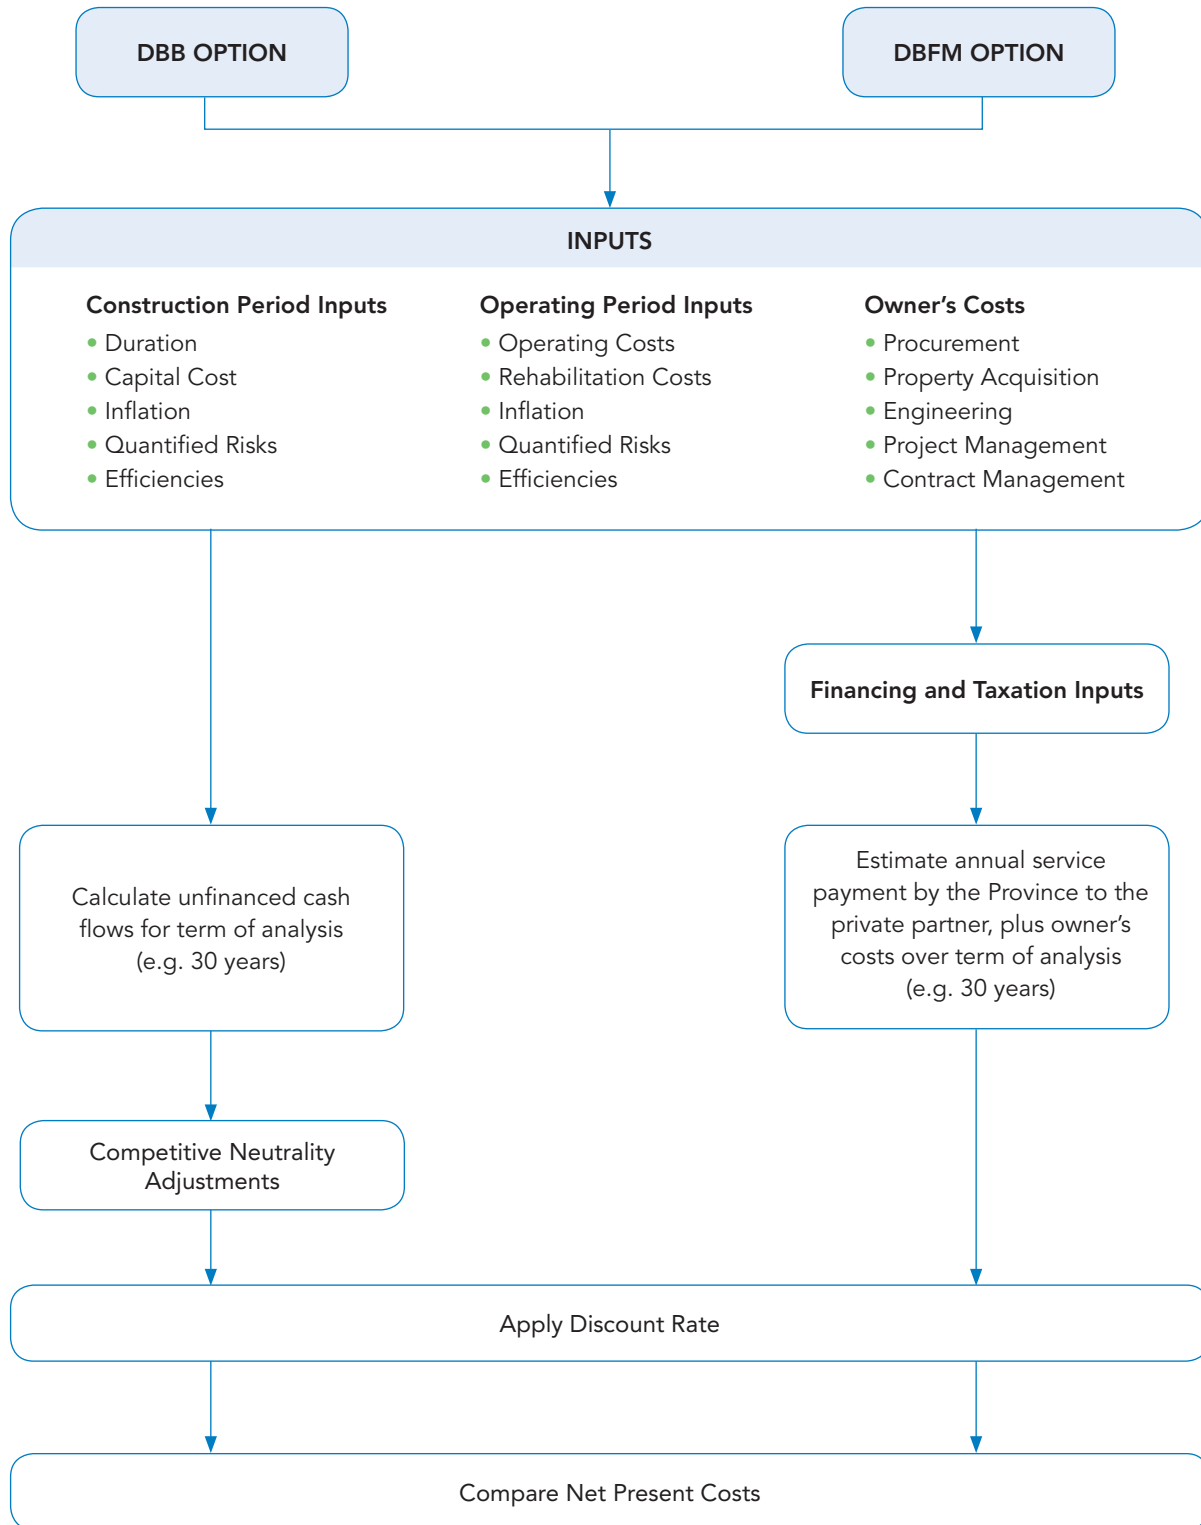 DBB OPTION
DBFM OPTION
INPUTS
Construction Period Inputs
• Duration
• Capital Cost
• Inflation
• Quantified Risks
• Efficiencies
Operating Period Inputs
• Operating Costs
• Rehabilitation Costs
• Inflation
• Quantified Risks
• Efficiencies
Owner's Costs
• Procurement
• Property Acquisition
• Engineering
• Project Management
• Contract Management
Financing and Taxation Inputs
Calculate unfinanced cash
flows for term of analysis
(e.g. 30 years)
Estimate annual service
payment by the Province to the
private partner, plus owner's
costs over term of analysis
(e.g. 30 years)
Competitive Neutrality
Adjustments
Apply Discount Rate
Compare Net Present Costs